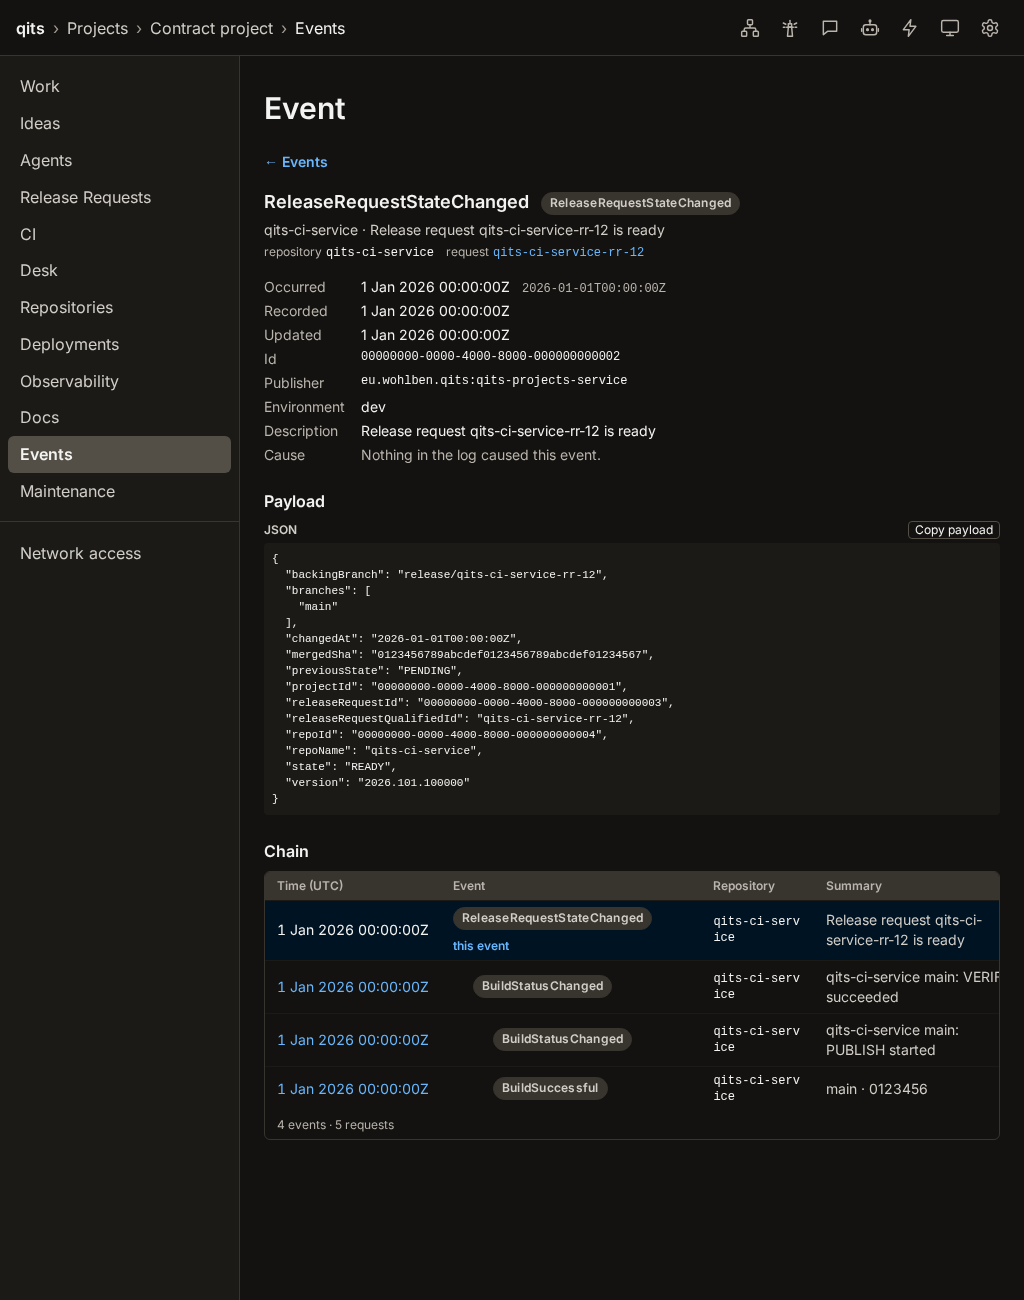 qits › Projects › Contract project › Events
Work
Ideas
Agents
Release Requests
CI
Desk
Repositories
Deployments
Observability
Docs
Events
Maintenance
Network access
Event
← Events
ReleaseRequestStateChanged ReleaseRequestStateChanged
qits-ci-service · Release request qits-ci-service-rr-12 is ready
repository qits-ci-service request qits-ci-service-rr-12
Occurred 1 Jan 2026 00:00:00Z 2026-01-01T00:00:00Z
Recorded 1 Jan 2026 00:00:00Z
Updated 1 Jan 2026 00:00:00Z
Id 00000000-0000-4000-8000-000000000002
Publisher eu.wohlben.qits:qits-projects-service
Environment dev
Description Release request qits-ci-service-rr-12 is ready
Cause Nothing in the log caused this event.
Payload
JSON Copy payload
{
  "backingBranch": "release/qits-ci-service-rr-12",
  "branches": [
    "main"
  ],
  "changedAt": "2026-01-01T00:00:00Z",
  "mergedSha": "0123456789abcdef0123456789abcdef01234567",
  "previousState": "PENDING",
  "projectId": "00000000-0000-4000-8000-000000000001",
  "releaseRequestId": "00000000-0000-4000-8000-000000000003",
  "releaseRequestQualifiedId": "qits-ci-service-rr-12",
  "repoId": "00000000-0000-4000-8000-000000000004",
  "repoName": "qits-ci-service",
  "state": "READY",
  "version": "2026.101.100000"
}
Chain
Time (UTC) Event Repository Summary
1 Jan 2026 00:00:00Z ReleaseRequestStateChanged this event qits-ci-serv
ice Release request qits-ci-
service-rr-12 is ready
1 Jan 2026 00:00:00Z BuildStatusChanged qits-ci-serv
ice qits-ci-service main:
succeeded
1 Jan 2026 00:00:00Z BuildStatusChanged qits-ci-serv
ice qits-ci-service main:
PUBLISH started
1 Jan 2026 00:00:00Z BuildSuccessful qits-ci-serv
ice main · 0123456
4 events · 5 requests